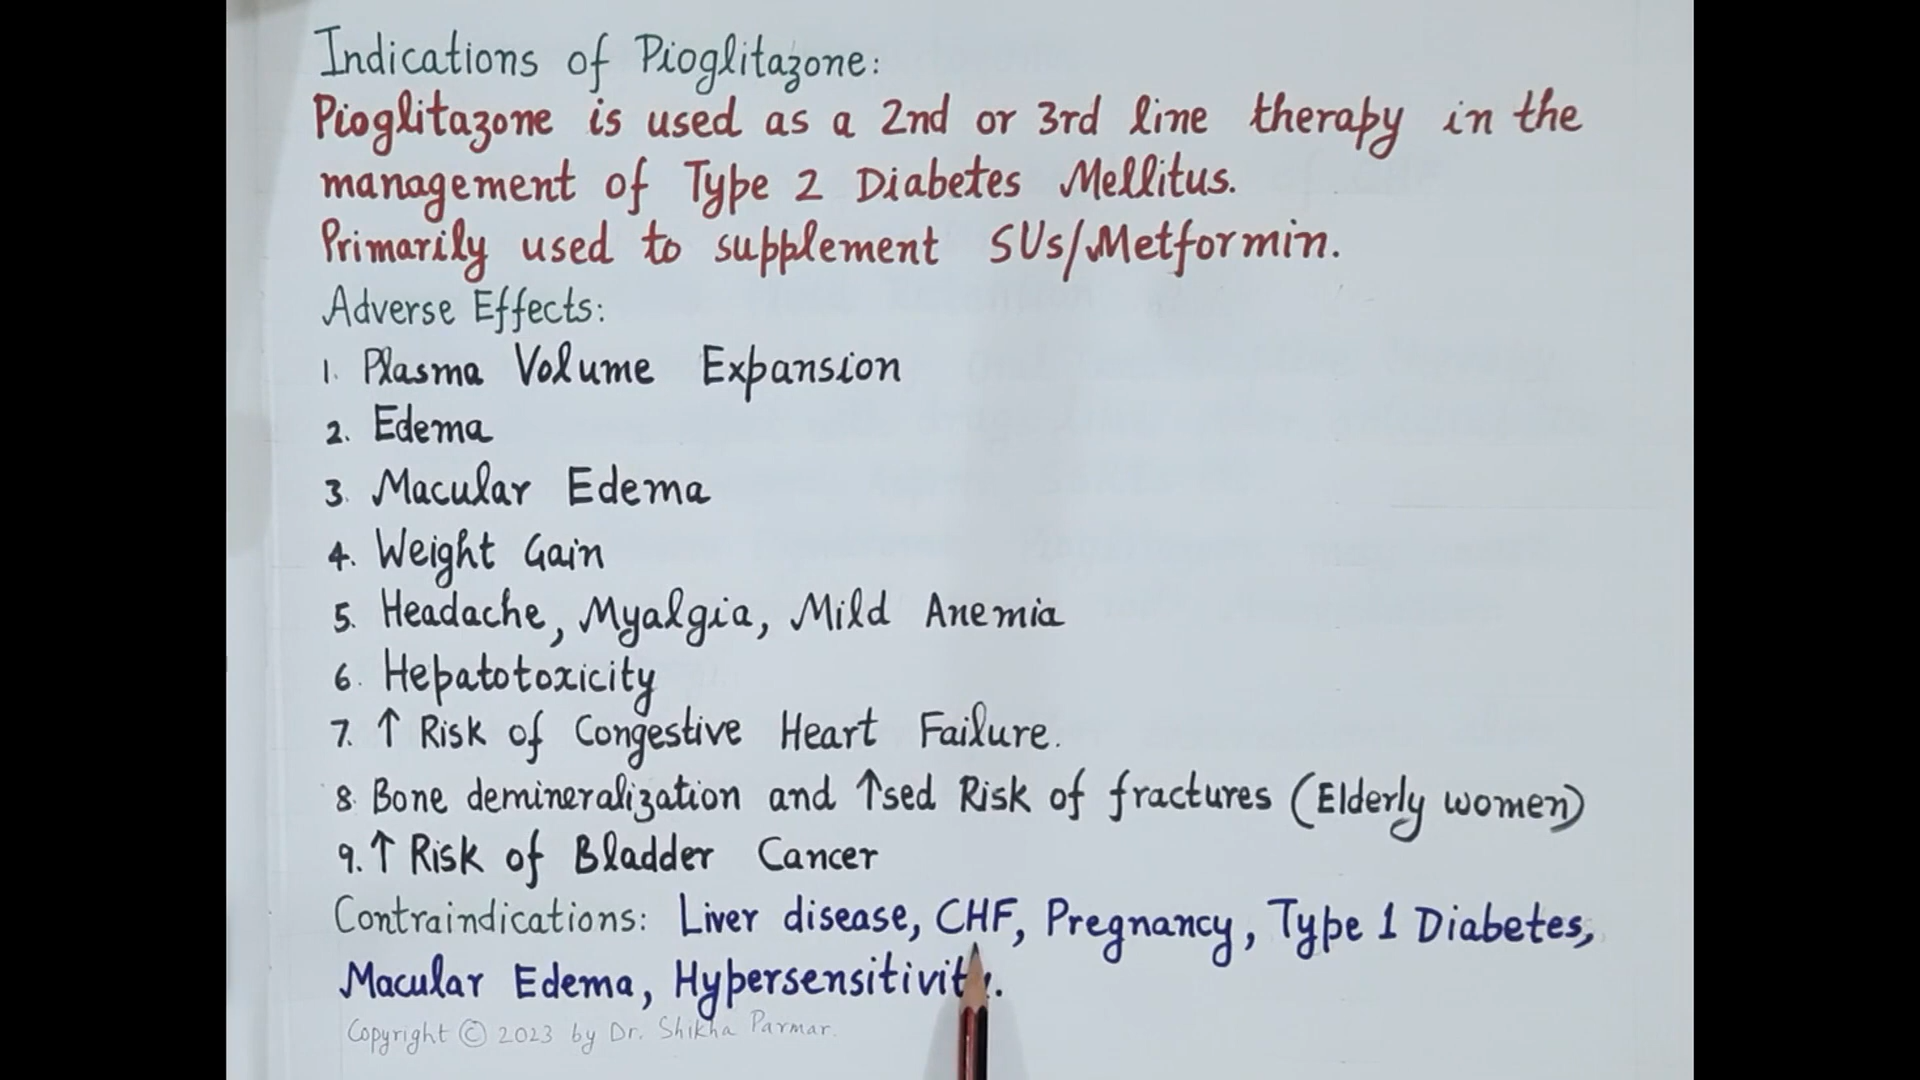 Indications of Pioglitazone:
Pioglitazone is used as a 2nd or 3rd line therapy in the
management of Type 2 Diabetes Mellitus.
Primarily used to supplement SUs/Metformin.
Adverse Effects:
1. Plasma Volume Expansion
2. Edema
3. Macular Edema
4. Weight Gain
5. Headache, Myalgia, Mild Anemia
6. Hepatotoxicity
7. ↑ Risk of Congestive Heart Failure.
8. Bone demineralization and ↑sed Risk of fractures (Elderly women)
9. ↑ Risk of Bladder Cancer
Contraindications: Liver disease, CHF, Pregnancy, Type 1 Diabetes,
Macular Edema, Hypersensitivity.
Copyright © 2023 by Dr. Shikha Parmar.